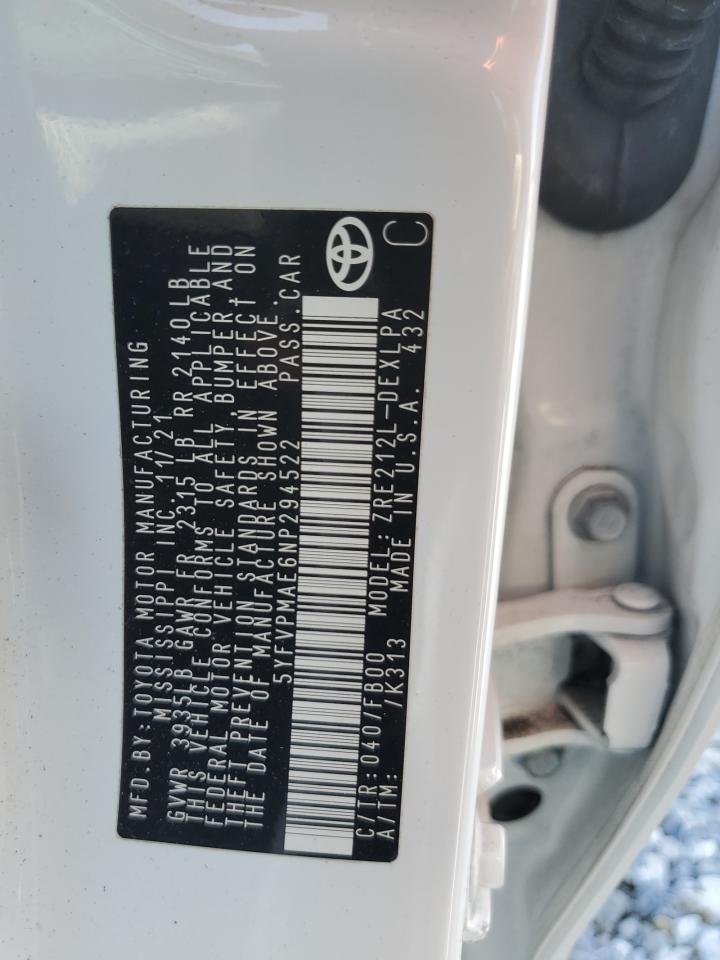 MFD.BY:TOYOTA MOTOR MANUFACTURING
MISSISSIPPI INC.11/21
GVWR 3935LB GAWR FR 2315 LB RR 2140LB
THIS VEHICLE CONFORMS TO ALL APPLICABLE
FEDERAL MOTOR VEHICLE SAFETY,BUMPER,AND
THEFT PREVENTION STANDARDS IN EFFECT ON
THE DATE OF MANUFACTURE SHOWN ABOVE.
5YFVPMAE6NP294522 PASS.CAR
C/TR:040/FB00 MODEL:ZRE212L-DEXLPA
A/TM: /K313 MADE IN U.S.A. 432
C